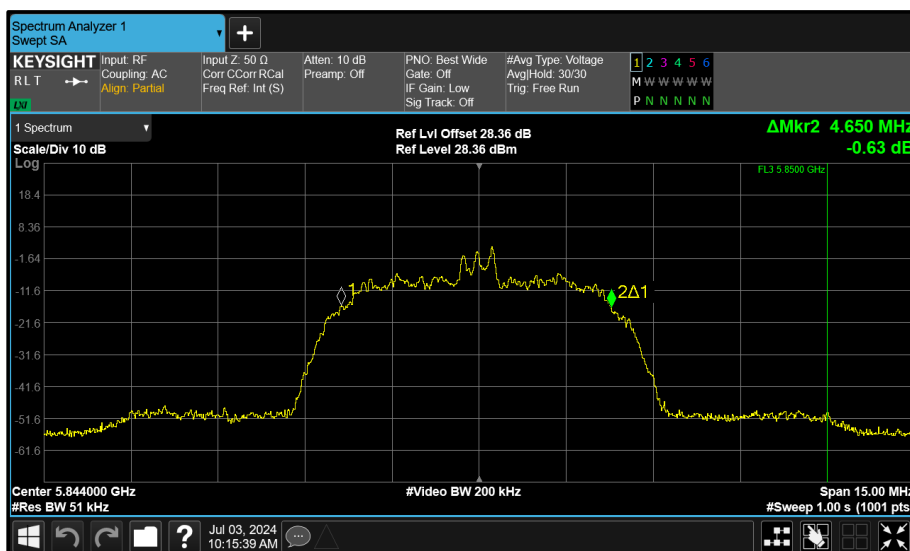 Spectrum Analyzer 1
Swept SA
KEYSIGHT
RLT
LXI
Input: RF
Coupling: AC
Align: Partial
Input Z: 50 Ω
Corr CCorr RCal
Freq Ref: Int (S)
Atten: 10 dB
Preamp: Off
PNO: Best Wide
Gate: Off
IF Gain: Low
Sig Track: Off
#Avg Type: Voltage
Avg|Hold: 30/30
Trig: Free Run
1 2 3 4 5 6
M W W W W W
P N N N N N
1 Spectrum
Scale/Div 10 dB
Log
Ref Lvl Offset 28.36 dB
Ref Level 28.36 dBm
ΔMkr2 4.650 MHz
-0.63 dB
FL3 5.8500 GHz
18.4
8.36
-1.64
-11.6
-21.6
-31.6
-41.6
-51.6
-61.6
1
2Δ1
Center 5.844000 GHz
#Res BW 51 kHz
#Video BW 200 kHz
Span 15.00 MHz
#Sweep 1.00 s (1001 pts
?
Jul 03, 2024
10:15:39 AM